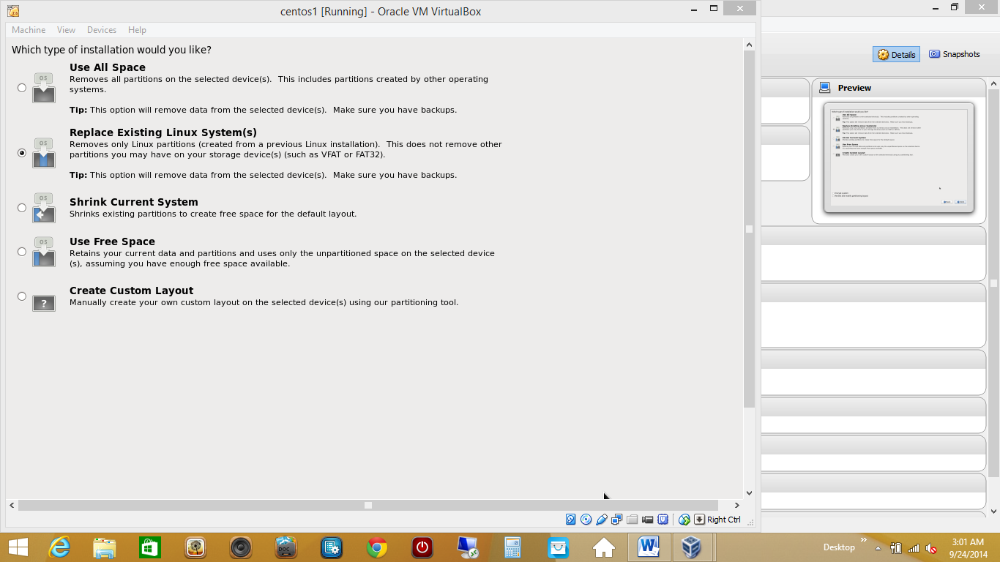 centos1 [Running] - Oracle VM VirtualBox
Machine View Devices Help
Which type of installation would you like?
Use All Space
Removes all partitions on the selected device(s). This includes partitions created by other operating
systems.
Tip: This option will remove data from the selected device(s). Make sure you have backups.
Replace Existing Linux System(s)
Removes only Linux partitions (created from a previous Linux installation). This does not remove other
partitions you may have on your storage device(s) (such as VFAT or FAT32).
Tip: This option will remove data from the selected device(s). Make sure you have backups.
Shrink Current System
Shrinks existing partitions to create free space for the default layout.
Use Free Space
Retains your current data and partitions and uses only the unpartitioned space on the selected device
(s), assuming you have enough free space available.
Create Custom Layout
Manually create your own custom layout on the selected device(s) using our partitioning tool.
OS
OS
OS
OS
?
Details Snapshots
Preview
Right Ctrl
DOC
Desktop
3:01 AM
9/24/2014